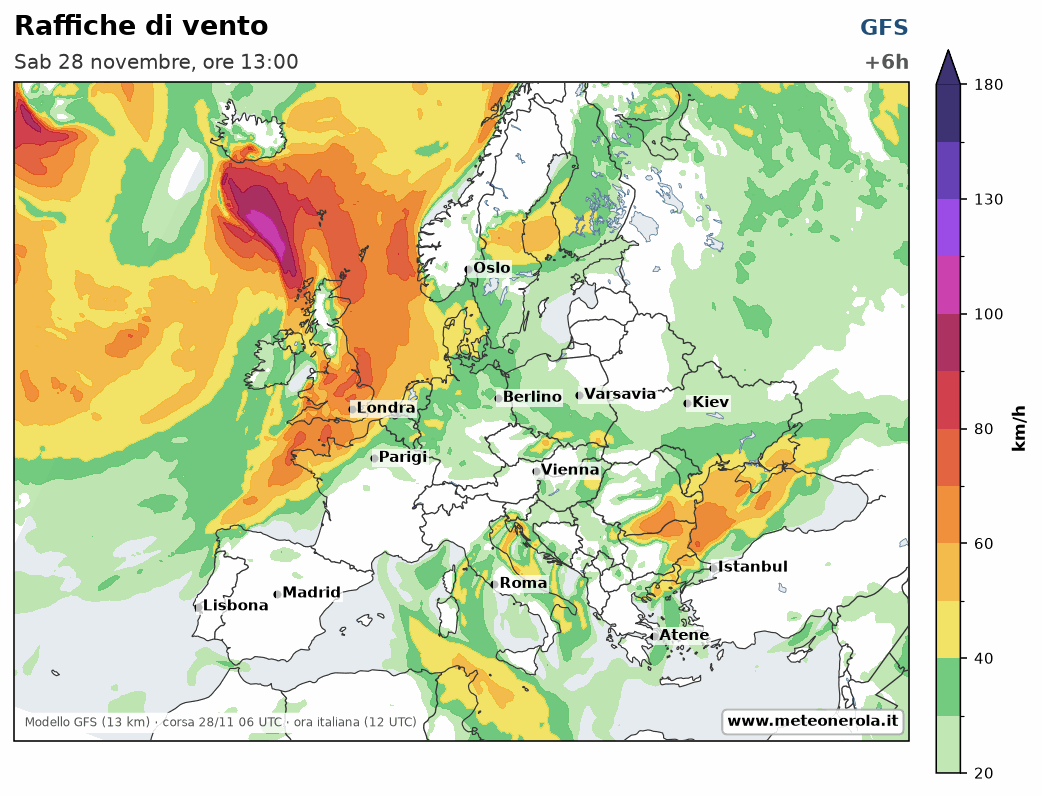 Raffiche di vento
GFS
Sab 28 novembre, ore 13:00
+6h
180
130
100
80
60
40
20
km/h
Oslo
Berlino
Varsavia
Kiev
Londra
Parigi
Vienna
Istanbul
Roma
Madrid
Lisbona
Atene
Modello GFS (13 km) · corsa 28/11 06 UTC · ora italiana (12 UTC)
www.meteonerola.it